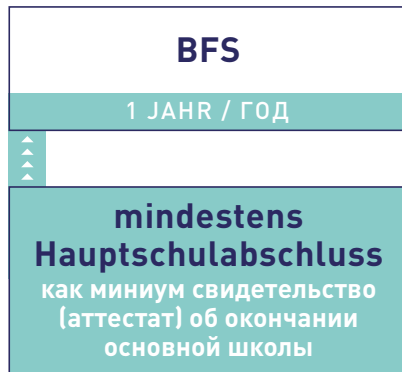 BFS
1 JAHR / ГОД
mindestens
Hauptschulabschluss
как миниум свидетельство
(аттестат) об окончании
основной школы